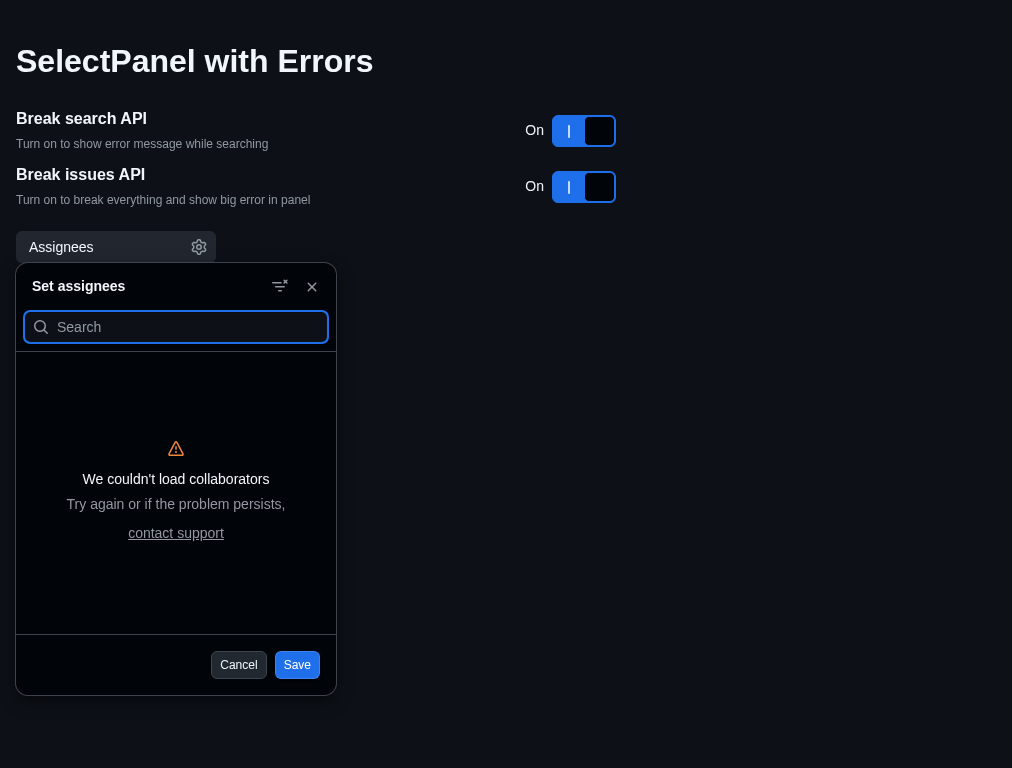 SelectPanel with Errors
Break search API
On
Turn on to show error message while searching
Break issues API
On
Turn on to break everything and show big error in panel
Assignees
Set assignees
Search
We couldn't load collaborators
Try again or if the problem persists,
contact support
Cancel Save